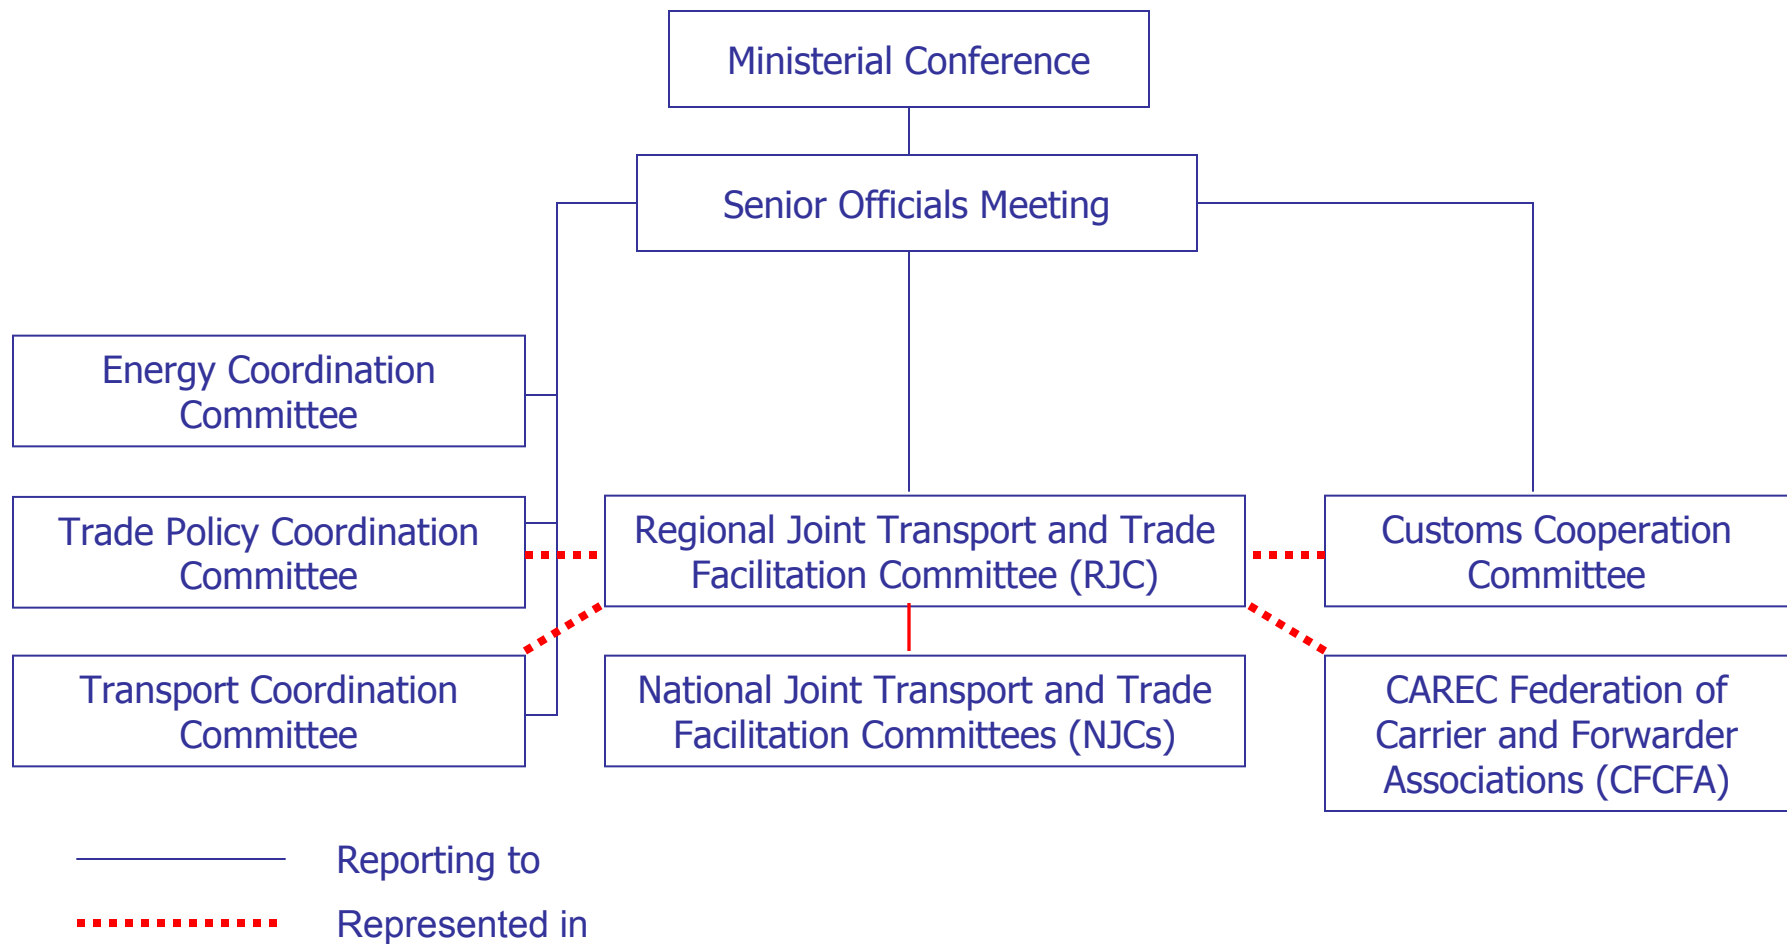 Ministerial Conference
Senior Officials Meeting
Energy Coordination
Committee
Trade Policy Coordination
Committee
Regional Joint Transport and Trade
Facilitation Committee (RJC)
Customs Cooperation
Committee
Transport Coordination
Committee
National Joint Transport and Trade
Facilitation Committees (NJCs)
CAREC Federation of
Carrier and Forwarder
Associations (CFCFA)
Reporting to
Represented in